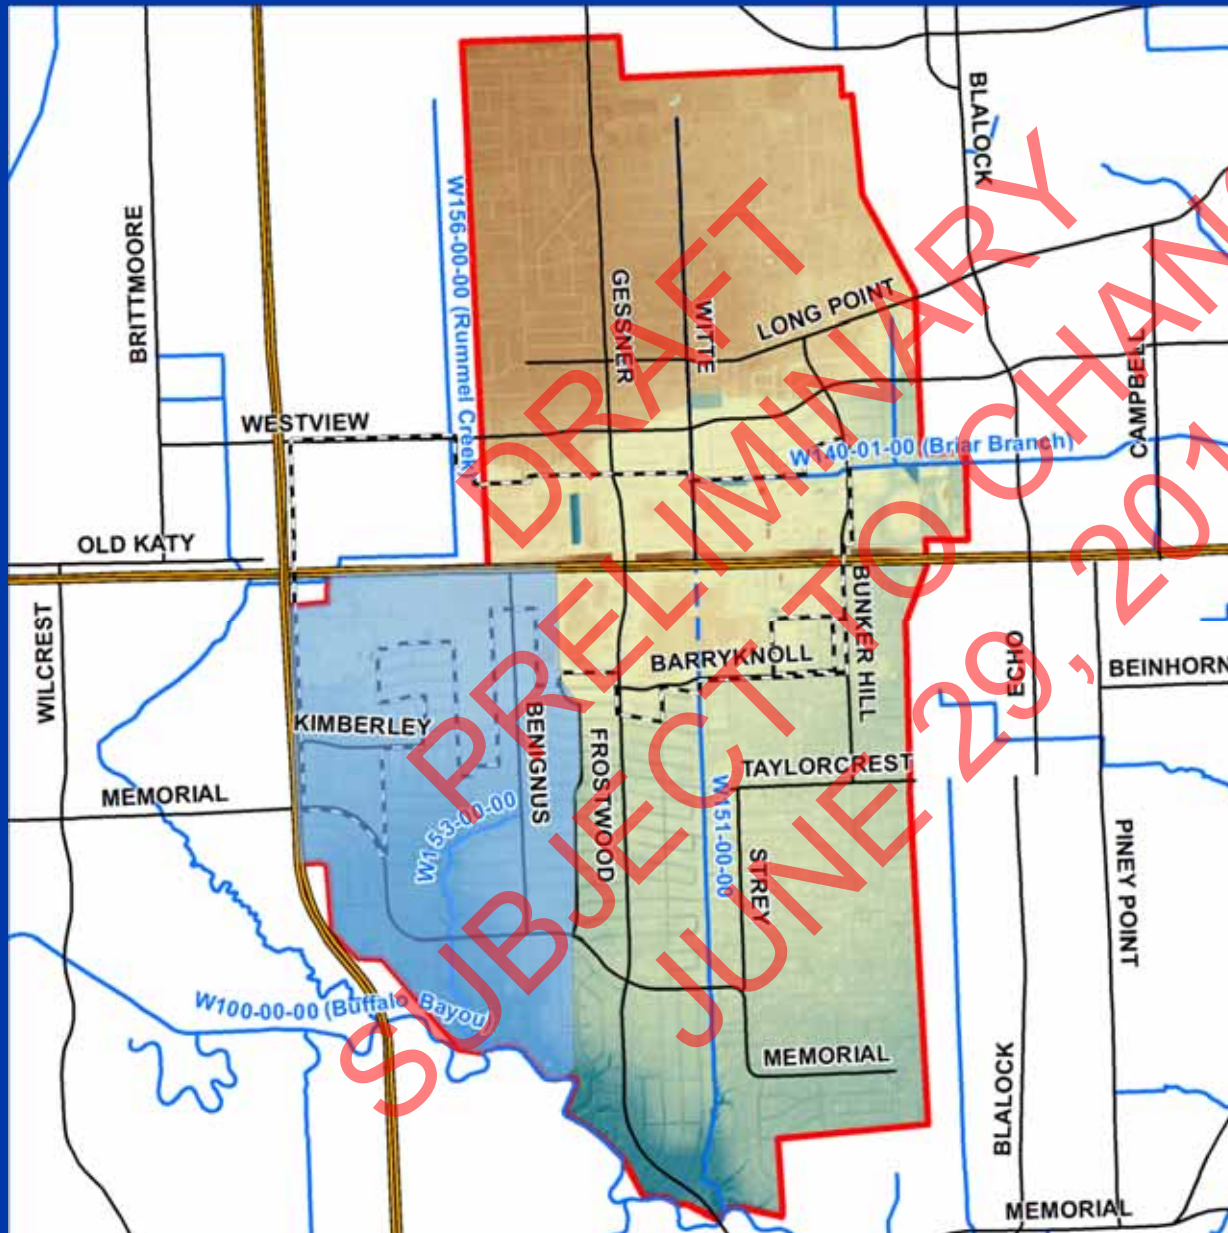 BLALOCK
BRITTMOORE
W156-00-00 (Rummel Creek)
GESSNER
WITTE
LONG POINT
CAMPBELL
WESTVIEW
W140-01-00 (Briar Branch)
OLD KATY
WILCREST
BUNKER HILL
ECHO
BARRYKNOLL
BEINHORN
KIMBERLEY
BENIGNUS
FROSTWOOD
TAYLORCREST
MEMORIAL
W153-00-00
W151-00-00
STREY
PINEY POINT
W100-00-00 (Buffalo Bayou)
MEMORIAL
BLALOCK
MEMORIAL
DRAFT
PRELIMINARY
SUBJECT TO CHAN
JUNE 29, 201